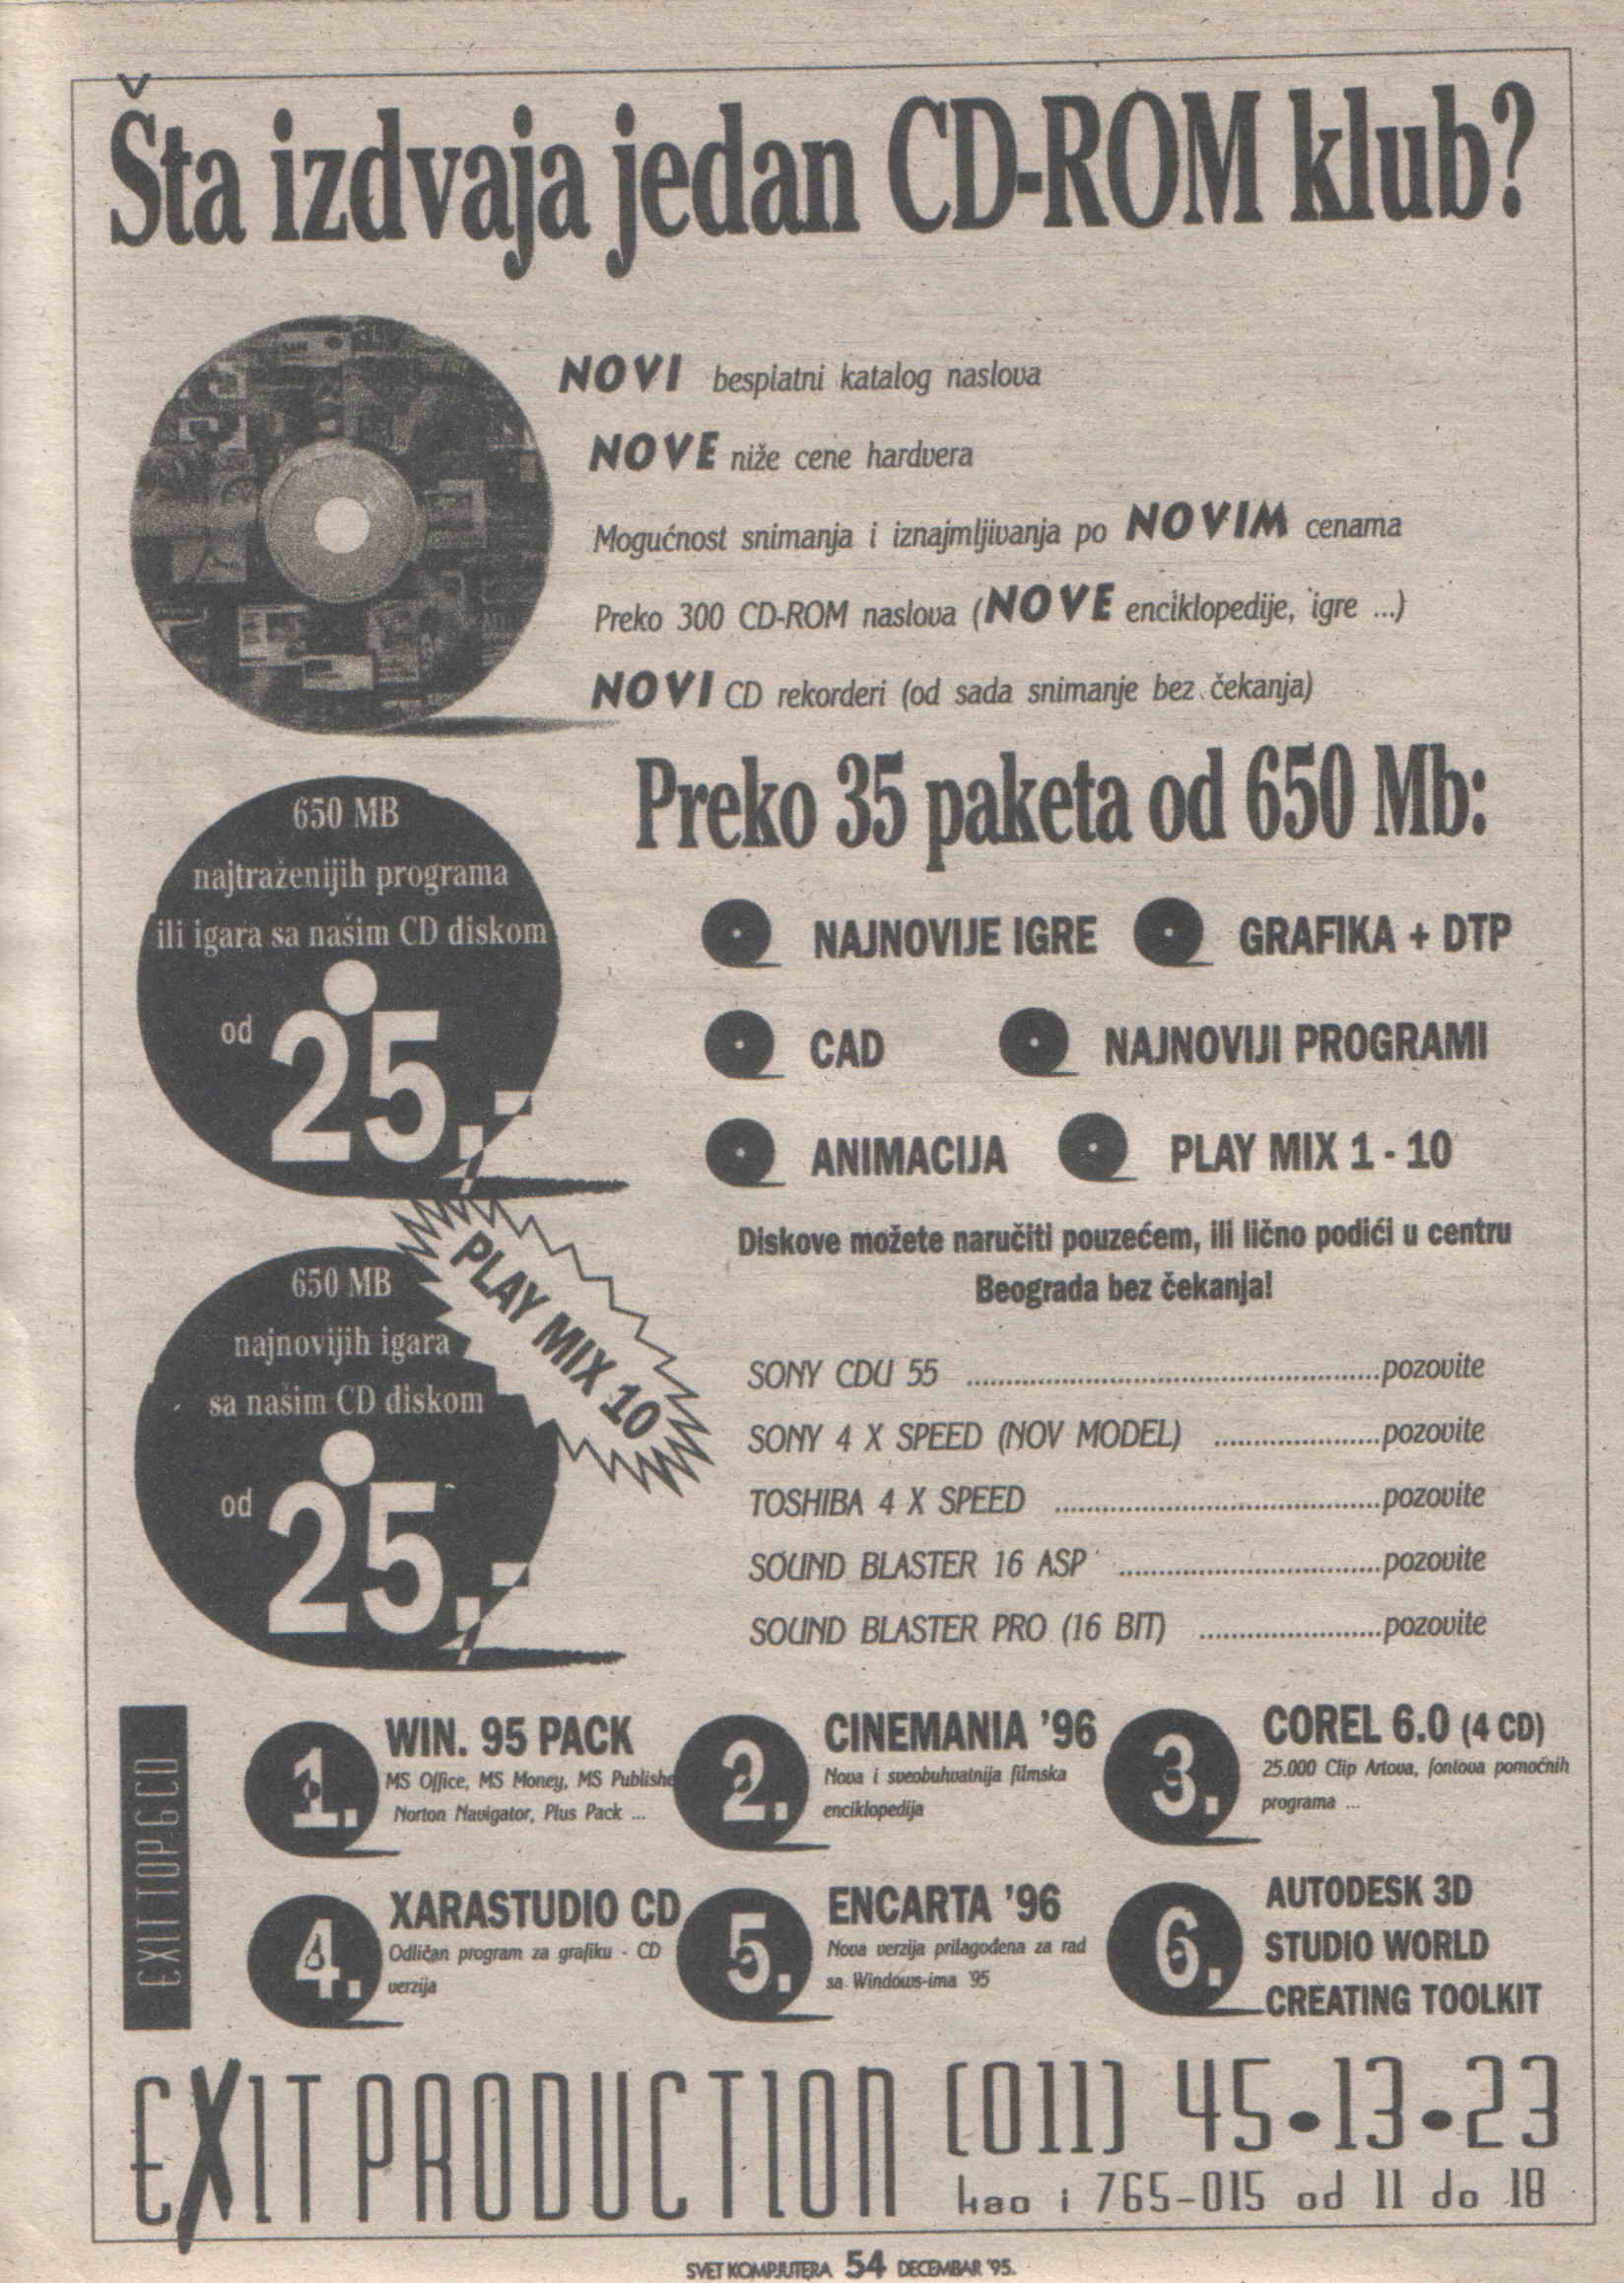 Šta izdvaja jedan CD-ROM klub?
NOVI besplatni katalog naslova
NOVE niže cene hardvera
Mogućnost snimanja i iznajmljivanja po NOVIM cenama
Preko 300 CD-ROM naslova (NOVE enciklopedije, igre ...)
NOVI CD rekorderi (od sada snimanje bez čekanja)
650 MB
najtraženijih programa
ili igara sa našim CD diskom
od 25,-
Preko 35 paketa od 650 Mb:
NAJNOVIJE IGRE GRAFIKA + DTP
CAD NAJNOVIJI PROGRAMI
ANIMACIJA PLAY MIX 1 - 10
Diskove možete naručiti pouzećem, ili lično podići u centru
Beograda bez čekanja!
PLAY MIX 10
650 MB
najnovijih igara
sa našim CD diskom
od 25,-
SONY CDU 55 ..................................................pozovite
SONY 4 X SPEED (NOV MODEL) .....................pozovite
TOSHIBA 4 X SPEED ........................................pozovite
SOUND BLASTER 16 ASP ................................pozovite
SOUND BLASTER PRO (16 BIT) .......................pozovite
EXIT TOP 6 CD
1. WIN. 95 PACK
MS Office, MS Money, MS Publishe
Norton Navigator, Plus Pack ...
2. CINEMANIA '96
Nova i sveobuhvatnija filmska
enciklopedija
3. COREL 6.0 (4 CD)
25.000 Clip Artova, fontova pomoćnih
programa ...
4. XARASTUDIO CD
Odličan program za grafiku - CD
verzija
5. ENCARTA '96
Nova verzija prilagođena za rad
sa Windows-ima '95
6. AUTODESK 3D
STUDIO WORLD
CREATING TOOLKIT
EXIT PRODUCTION (011) 45•13•23
kao i 765-015 od 11 do 18
SVET KOMPJUTERA 54 DECEMBAR '95.